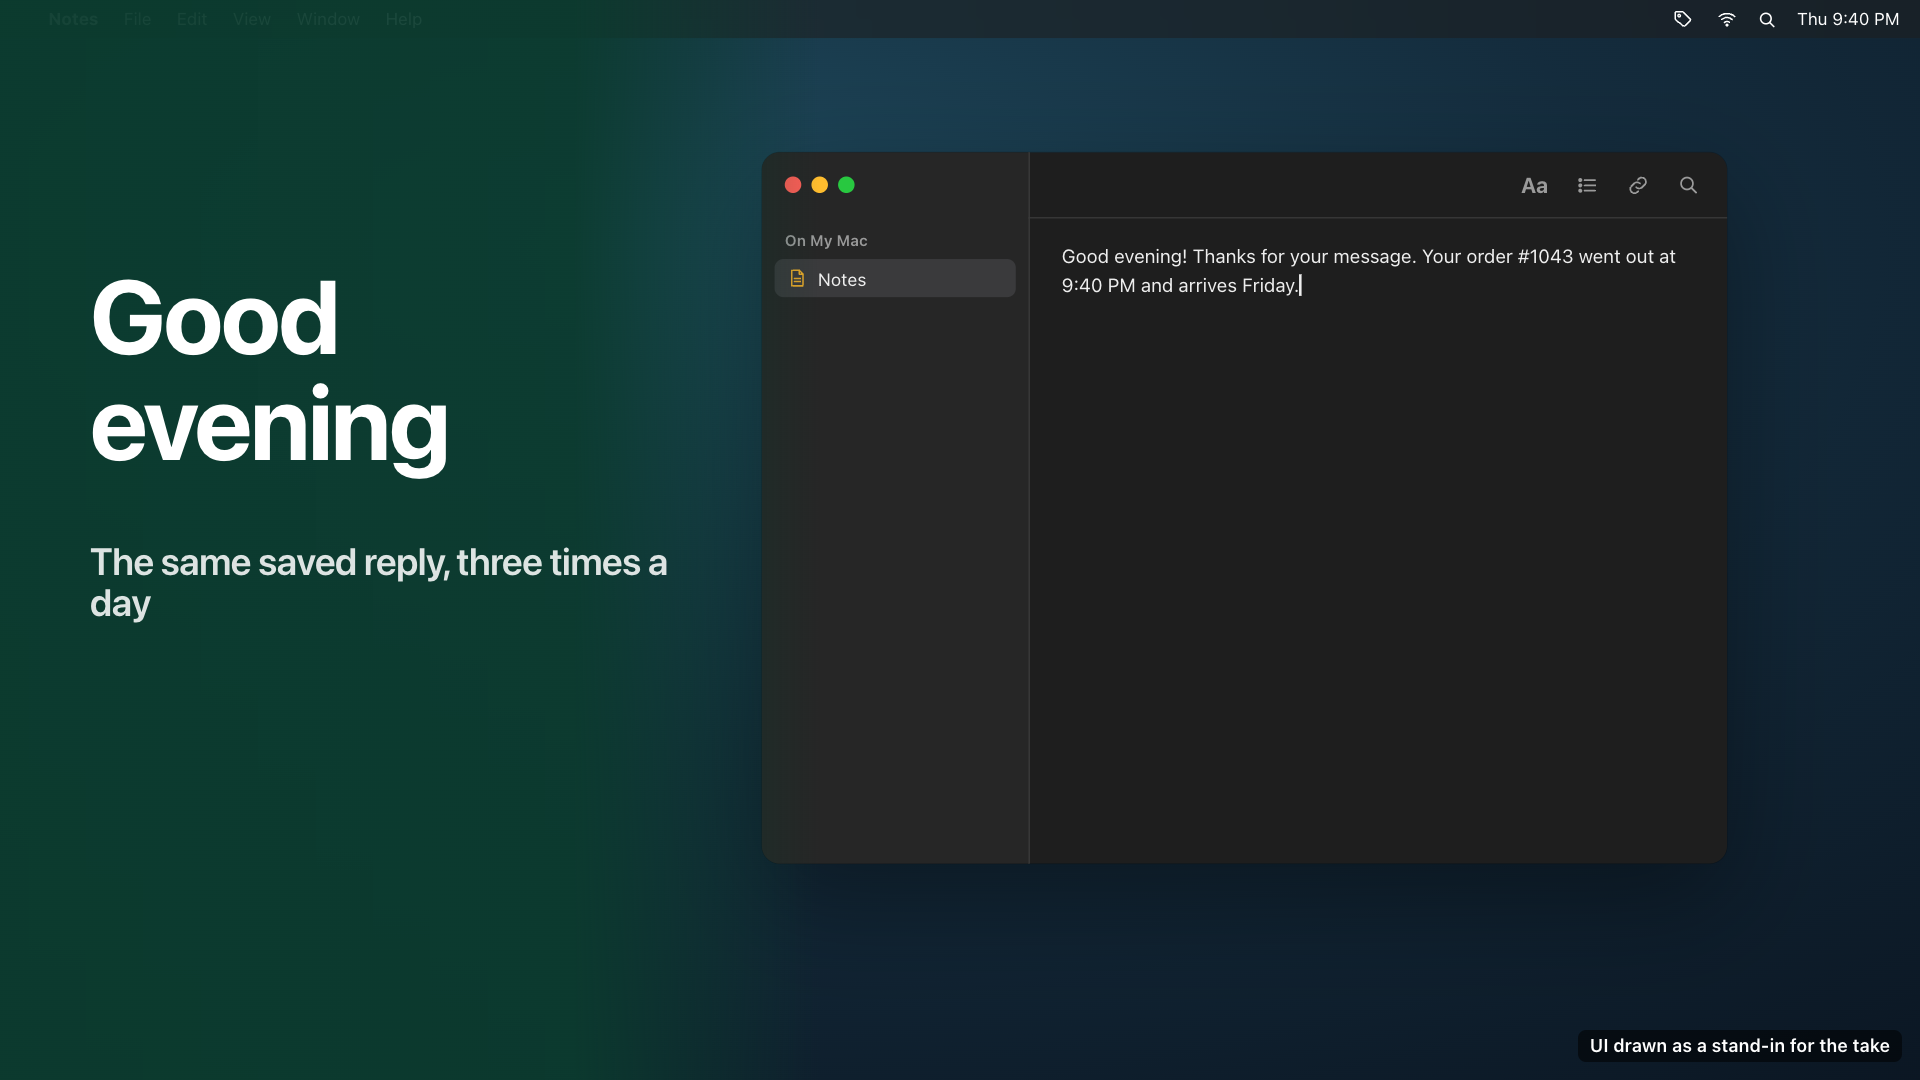 Notes File Edit View Window Help
Thu 9:40 PM
Good
evening
The same saved reply, three times a
day
On My Mac
Notes
Aa
Good evening! Thanks for your message. Your order #1043 went out at
9:40 PM and arrives Friday.
UI drawn as a stand-in for the take